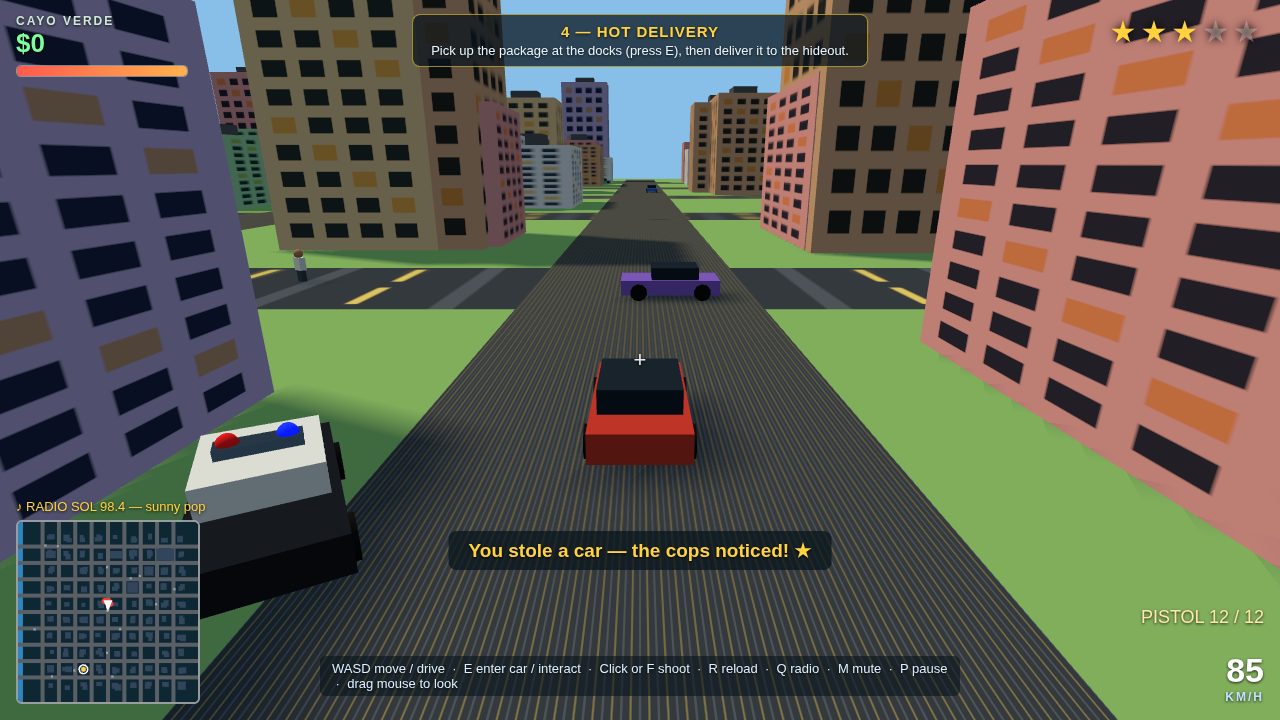 CAYO VERDE
$0
4 — HOT DELIVERY
Pick up the package at the docks (press E), then deliver it to the hideout.
♪ RADIO SOL 98.4 — sunny pop
You stole a car — the cops noticed! ★
PISTOL 12 / 12
WASD move / drive · E enter car / interact · Click or F shoot · R reload · Q radio · M mute · P pause
· drag mouse to look
85
KM/H